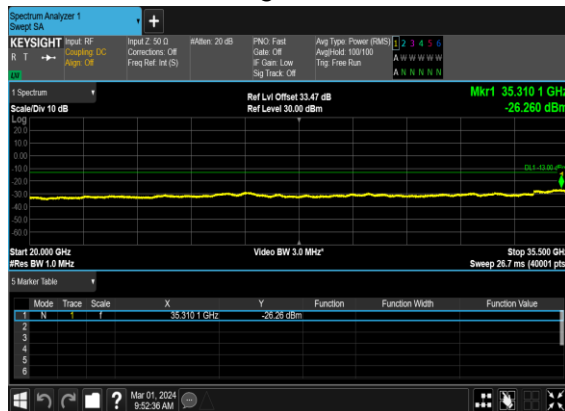 Spectrum Analyzer 1
Swept SA
KEYSIGHT Input: RF Input Z: 50 Ω #Atten: 20 dB PNO: Fast Avg Type: Power (RMS) 1 2 3 4 5 6
R T Coupling: DC Corrections: Off Gate: Off Avg|Hold: 100/100 A W W W W W
Align: Off Freq Ref: Int (S) IF Gain: Low Trig: Free Run
LW Sig Track: Off A N N N N N
1 Spectrum Ref Lvl Offset 33.47 dB Mkr1 35.310 1 GHz
Scale/Div 10 dB Ref Level 30.00 dBm -26.260 dBm
Log
20.0
10.0
0.00
-10.0 DL1 -13.00 dBm
-20.0 1
-30.0
-40.0
-50.0
-60.0
Start 20.000 GHz Video BW 3.0 MHz* Stop 35.500 GHz
#Res BW 1.0 MHz Sweep 26.7 ms (40001 pts
5 Marker Table
Mode Trace Scale X Y Function Function Width Function Value
1 N 1 f 35.310 1 GHz -26.26 dBm
2
3
4
5
6
Mar 01, 2024
9:52:36 AM